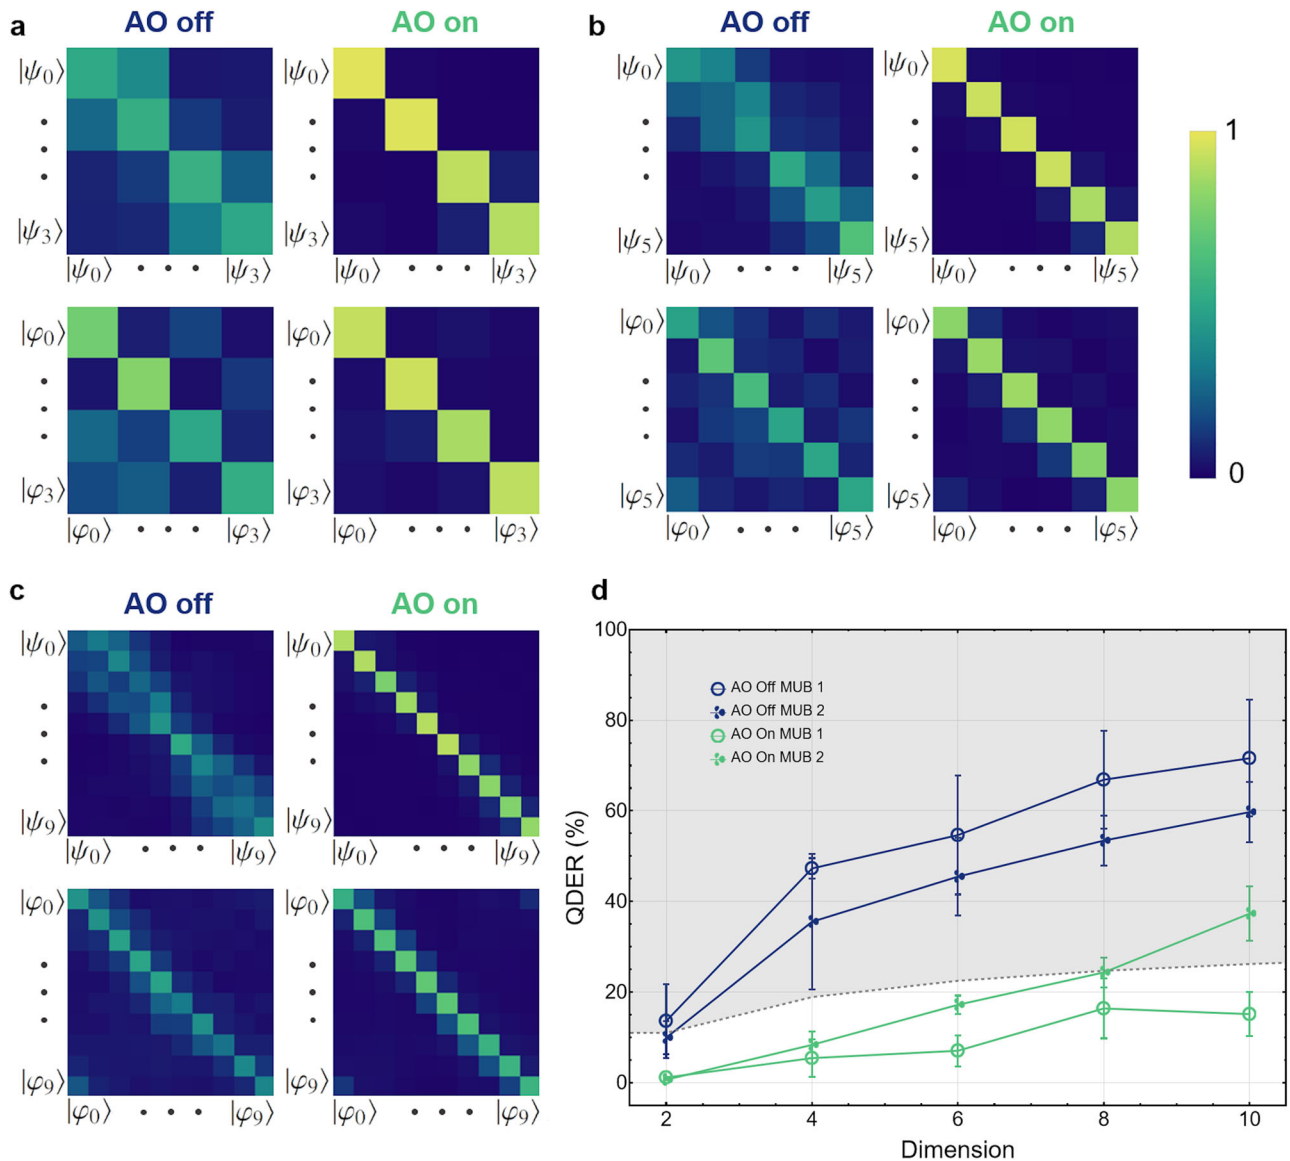 a
AO off
AO on
|ψ0⟩
|ψ3⟩
|ψ0⟩ • • • |ψ3⟩
|ψ0⟩
|ψ3⟩
|ψ0⟩ • • • |ψ3⟩
|φ0⟩
|φ3⟩
|φ0⟩ • • • |φ3⟩
|φ0⟩
|φ3⟩
|φ0⟩ • • • |φ3⟩
b
AO off
AO on
|ψ0⟩
|ψ5⟩
|ψ0⟩ • • • |ψ5⟩
|ψ0⟩
|ψ5⟩
|ψ0⟩ • • • |ψ5⟩
|φ0⟩
|φ5⟩
|φ0⟩ • • • |φ5⟩
|φ0⟩
|φ5⟩
|φ0⟩ • • • |φ5⟩
1
0
c
AO off
AO on
|ψ0⟩
|ψ9⟩
|ψ0⟩ • • • |ψ9⟩
|ψ0⟩
|ψ9⟩
|ψ0⟩ • • • |ψ9⟩
|φ0⟩
|φ9⟩
|φ0⟩ • • • |φ9⟩
|φ0⟩
|φ9⟩
|φ0⟩ • • • |φ9⟩
d
QDER (%)
100
80
60
40
20
0
AO Off MUB 1
AO Off MUB 2
AO On MUB 1
AO On MUB 2
2 4 6 8 10
Dimension